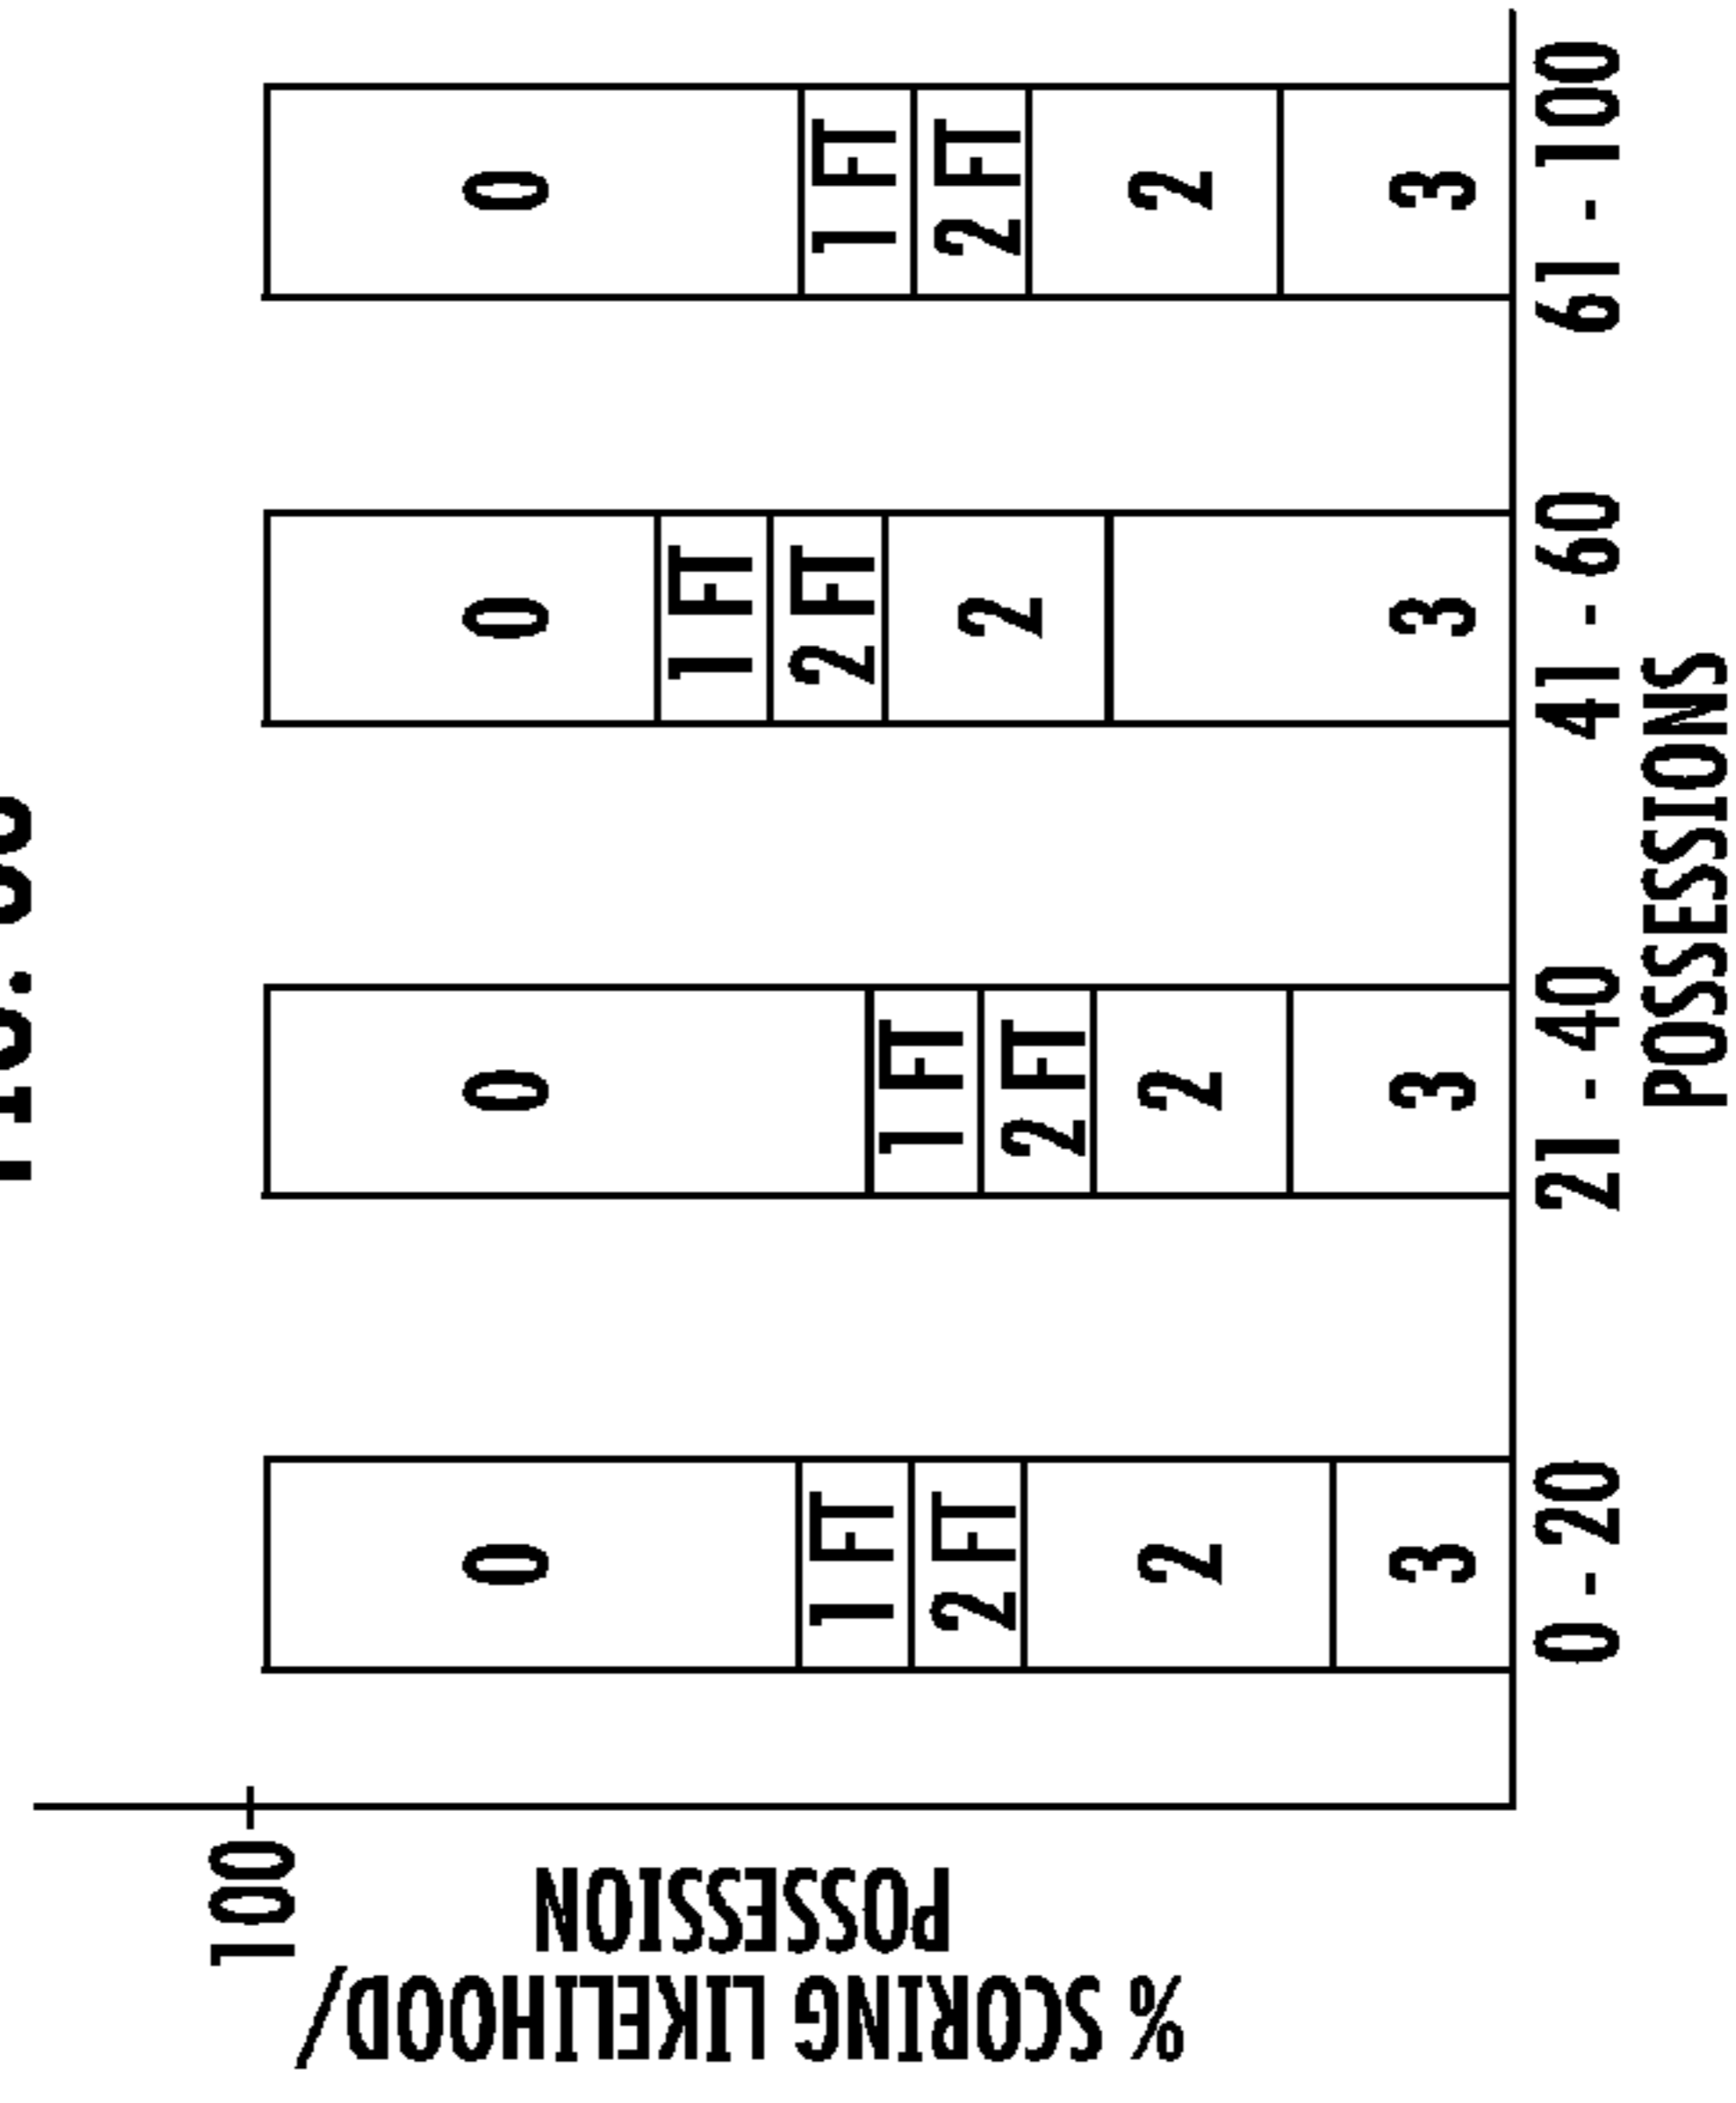 100
% SCORING LIKELIHOOD/
POSSESSION
0
1 FT
2 FT
2
3
0
1 FT
2 FT
2
3
0
1 FT
2 FT
2
3
0
1 FT
2 FT
2
3
0 - 20
21 - 40
41 - 60
61 - 100
POSSESSIONS